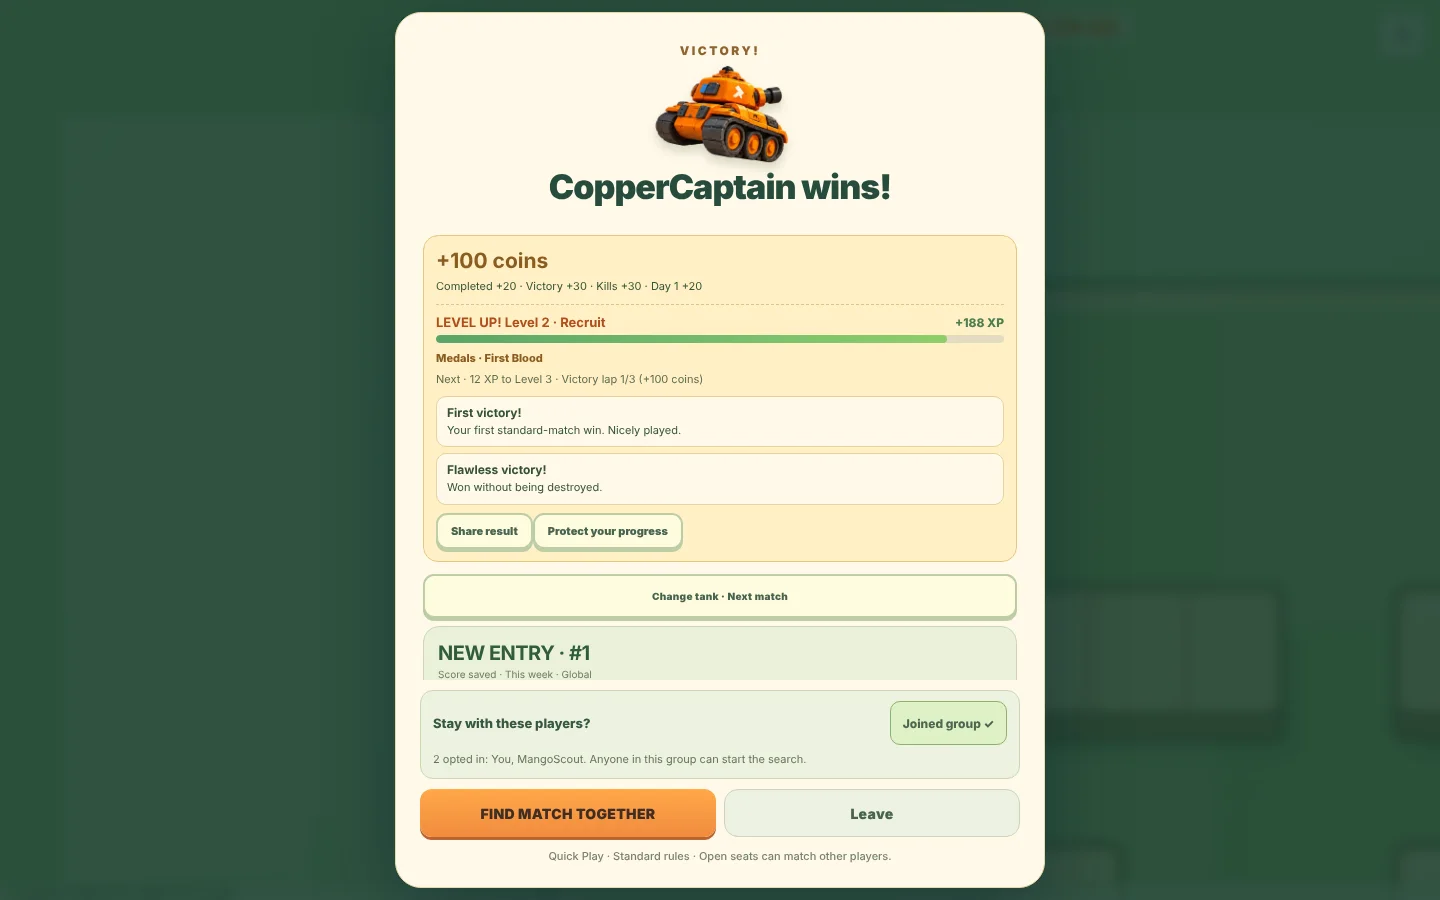 VICTORY!
CopperCaptain wins!
+100 coins
Completed +20 · Victory +30 · Kills +30 · Day 1 +20
LEVEL UP! Level 2 · Recruit
+188 XP
Medals · First Blood
Next · 12 XP to Level 3 · Victory lap 1/3 (+100 coins)
First victory!
Your first standard-match win. Nicely played.
Flawless victory!
Won without being destroyed.
Share result
Protect your progress
Change tank · Next match
NEW ENTRY · #1
Score saved · This week · Global
Stay with these players?
Joined group ✓
2 opted in: You, MangoScout. Anyone in this group can start the search.
FIND MATCH TOGETHER
Leave
Quick Play · Standard rules · Open seats can match other players.